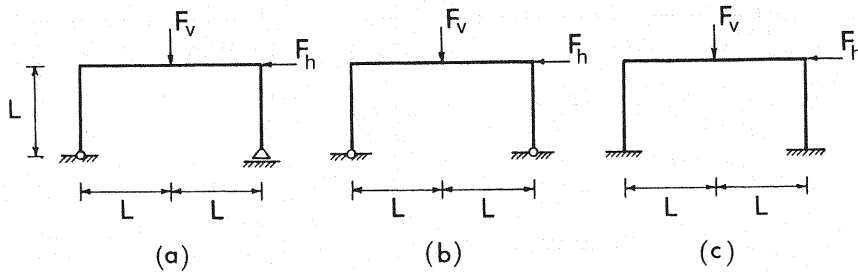 F_v F_v F_v
F_h F_h F_h
L
L L L L L L
(a) (b) (c)